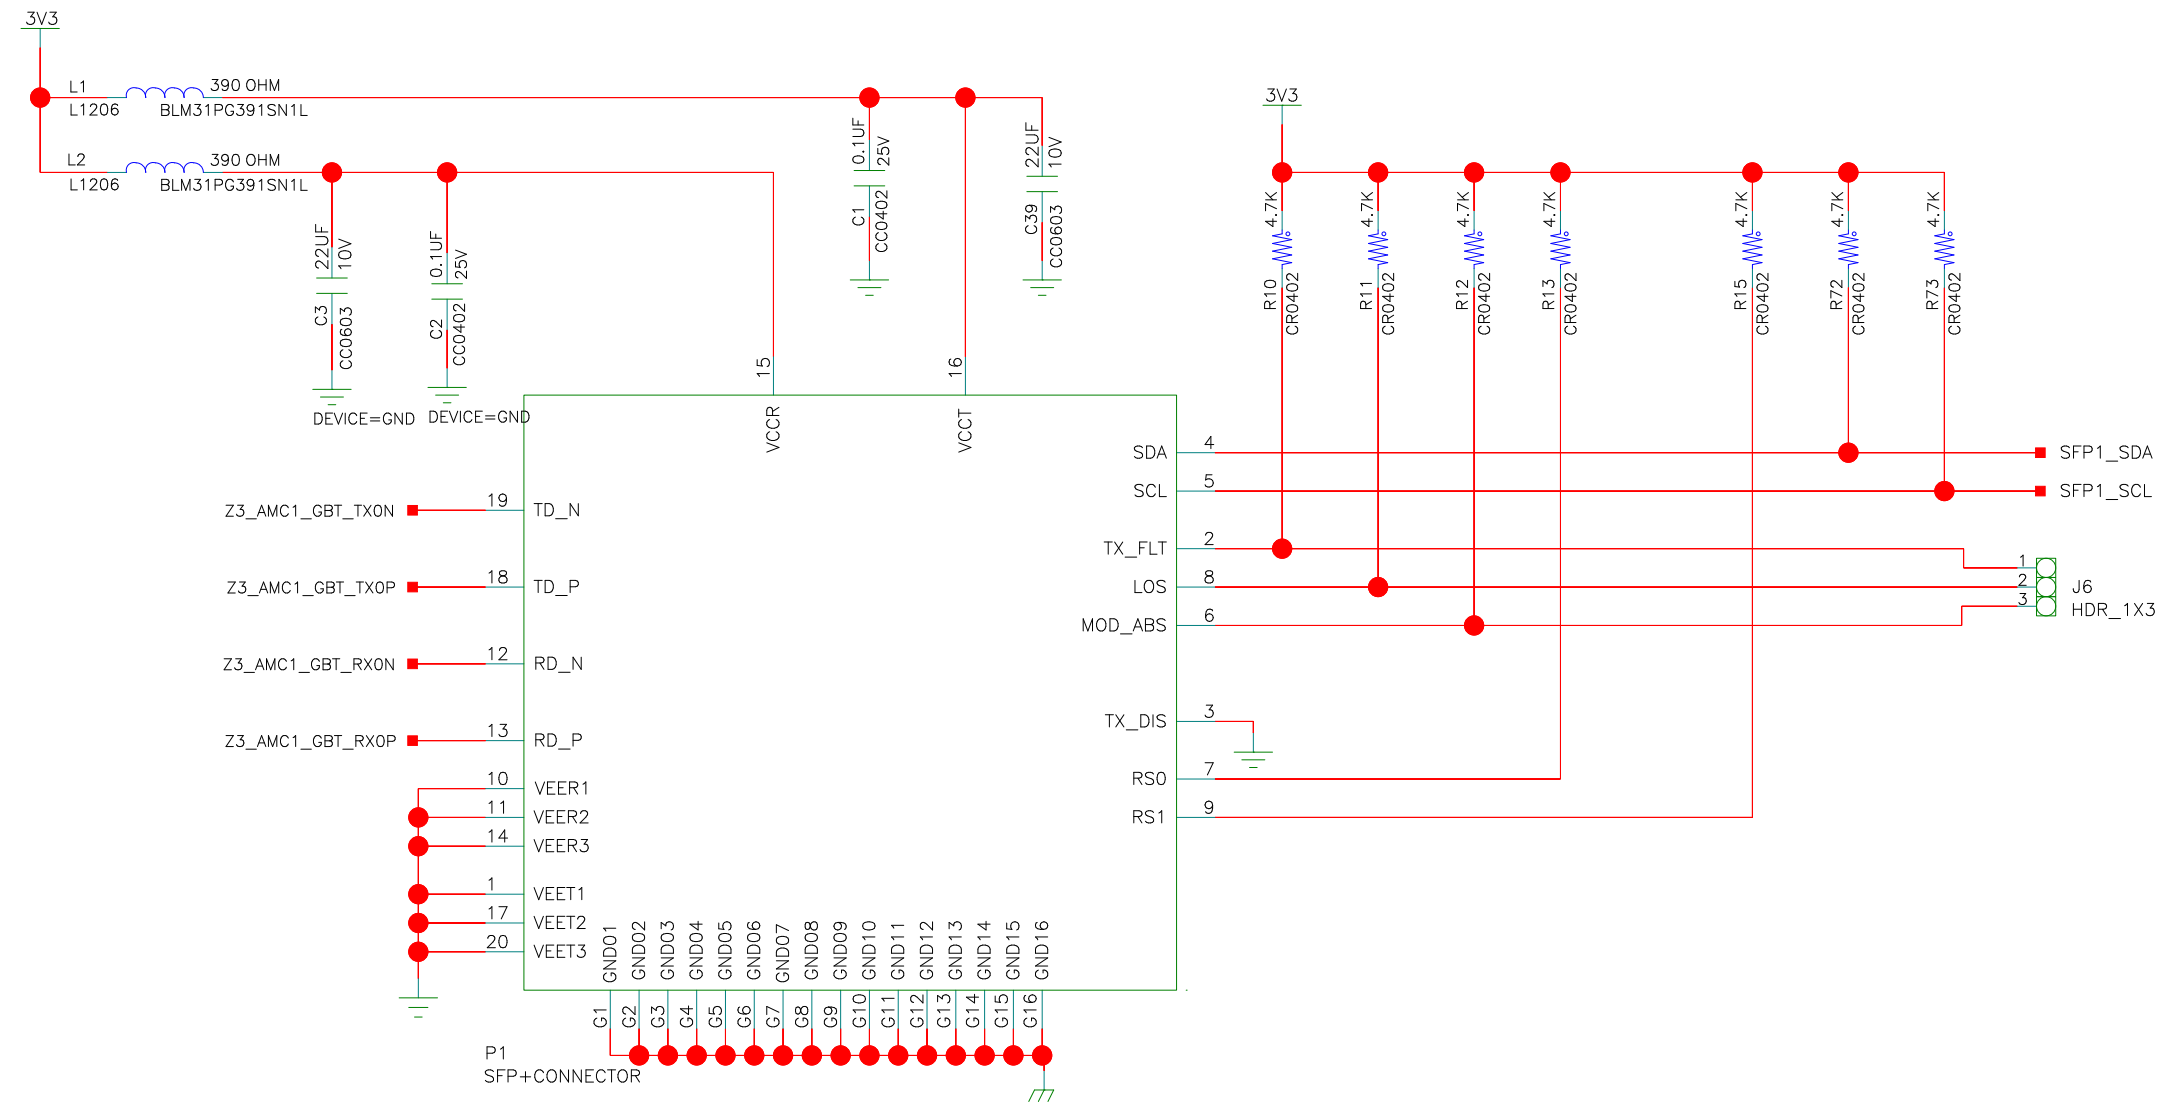 3V3
L1
390 OHM
L1206
BLM31PG391SN1L
L2
390 OHM
L1206
BLM31PG391SN1L
22UF
10V
C3
CC0603
DEVICE=GND
0.1UF
25V
C2
CC0402
DEVICE=GND
0.1UF
25V
C1
CC0402
22UF
10V
C39
CC0603
3V3
4.7K
R10
CR0402
4.7K
R11
CR0402
4.7K
R12
CR0402
4.7K
R13
CR0402
4.7K
R15
CR0402
4.7K
R72
CR0402
4.7K
R73
CR0402
15
VCCR
16
VCCT
Z3_AMC1_GBT_TX0N
19
TD_N
Z3_AMC1_GBT_TX0P
18
TD_P
Z3_AMC1_GBT_RX0N
12
RD_N
Z3_AMC1_GBT_RX0P
13
RD_P
10
VEER1
11
VEER2
14
VEER3
1
VEET1
17
VEET2
20
VEET3
SDA
4
SFP1_SDA
SCL
5
SFP1_SCL
TX_FLT
2
LOS
8
MOD_ABS
6
1
2
3
J6
HDR_1X3
TX_DIS
3
RS0
7
RS1
9
GND01
GND02
GND03
GND04
GND05
GND06
GND07
GND08
GND09
GND10
GND11
GND12
GND13
GND14
GND15
GND16
G1
G2
G3
G4
G5
G6
G7
G8
G9
G10
G11
G12
G13
G14
G15
G16
P1
SFP+CONNECTOR